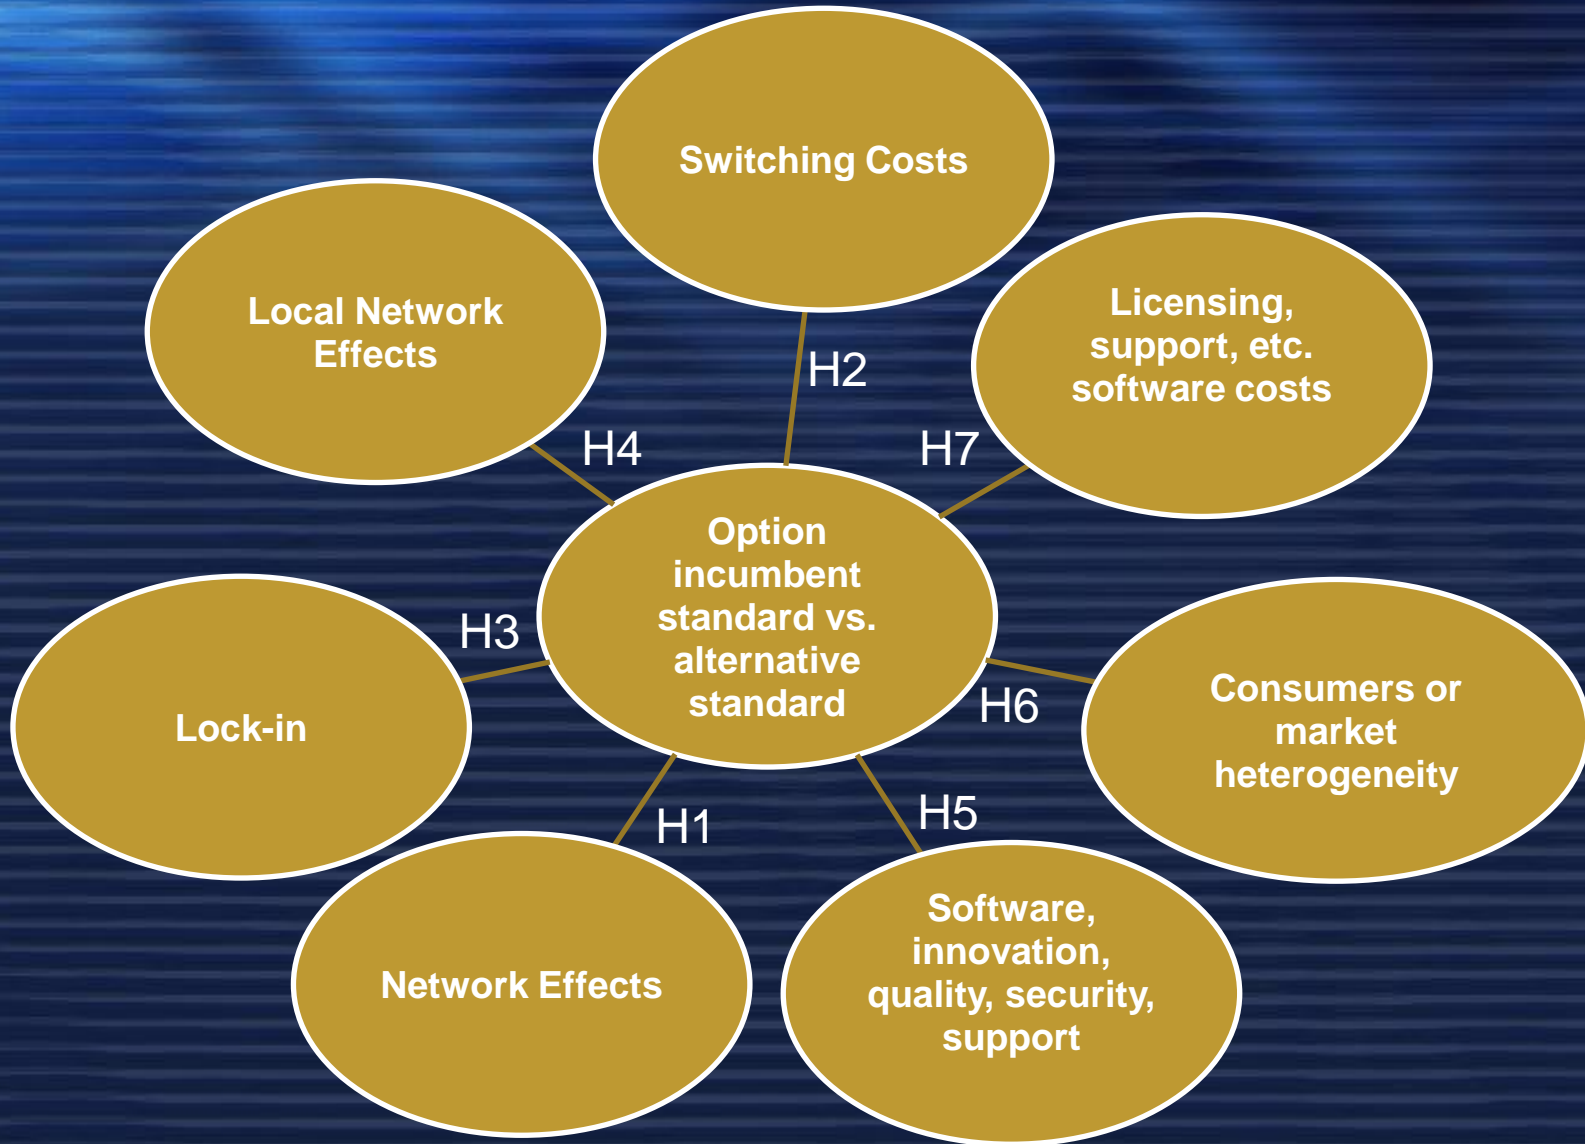 Switching Costs
Local Network
Effects
Licensing,
support, etc.
software costs
H2
H4
H7
Option
incumbent
standard vs.
alternative
standard
H3
Lock-in
H6
Consumers or
market
heterogeneity
H1
H5
Network Effects
Software,
innovation,
quality, security,
support